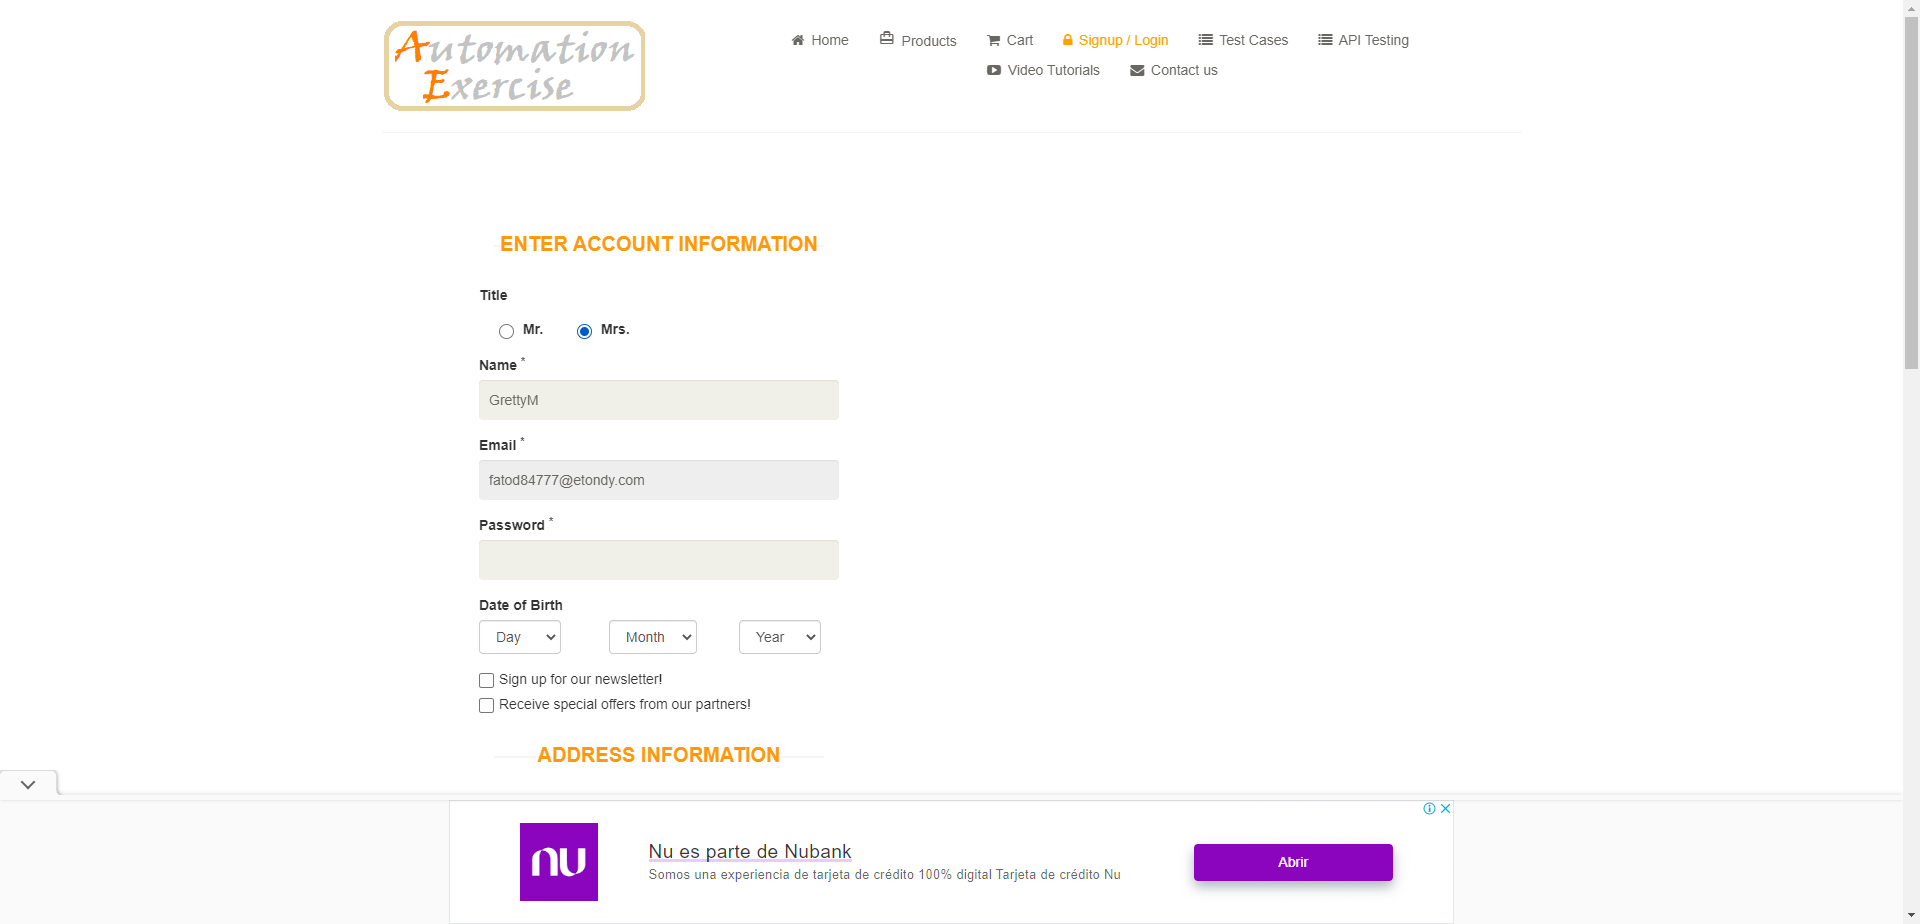 Automation
Exercise
Home
Products
Cart
Signup / Login
Test Cases
API Testing
Video Tutorials
Contact us
ENTER ACCOUNT INFORMATION
Title
Mr.
Mrs.
Name *
GrettyM
Email *
fatod84777@etondy.com
Password *
Date of Birth
Day
Month
Year
Sign up for our newsletter!
Receive special offers from our partners!
ADDRESS INFORMATION
nu
Nu es parte de Nubank
Somos una experiencia de tarjeta de crédito 100% digital Tarjeta de crédito Nu
Abrir